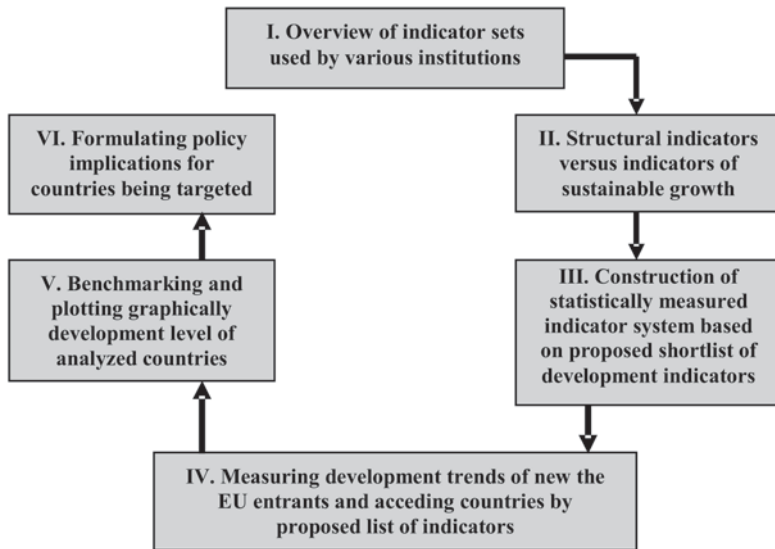 I. Overview of indicator sets
used by various institutions
II. Structural indicators
versus indicators of
sustainable growth
III. Construction of
statistically measured
indicator system based
on proposed shortlist of
development indicators
IV. Measuring development trends of new the
EU entrants and acceding countries by
proposed list of indicators
V. Benchmarking and
plotting graphically
development level of
analyzed countries
VI. Formulating policy
implications for
countries being targeted